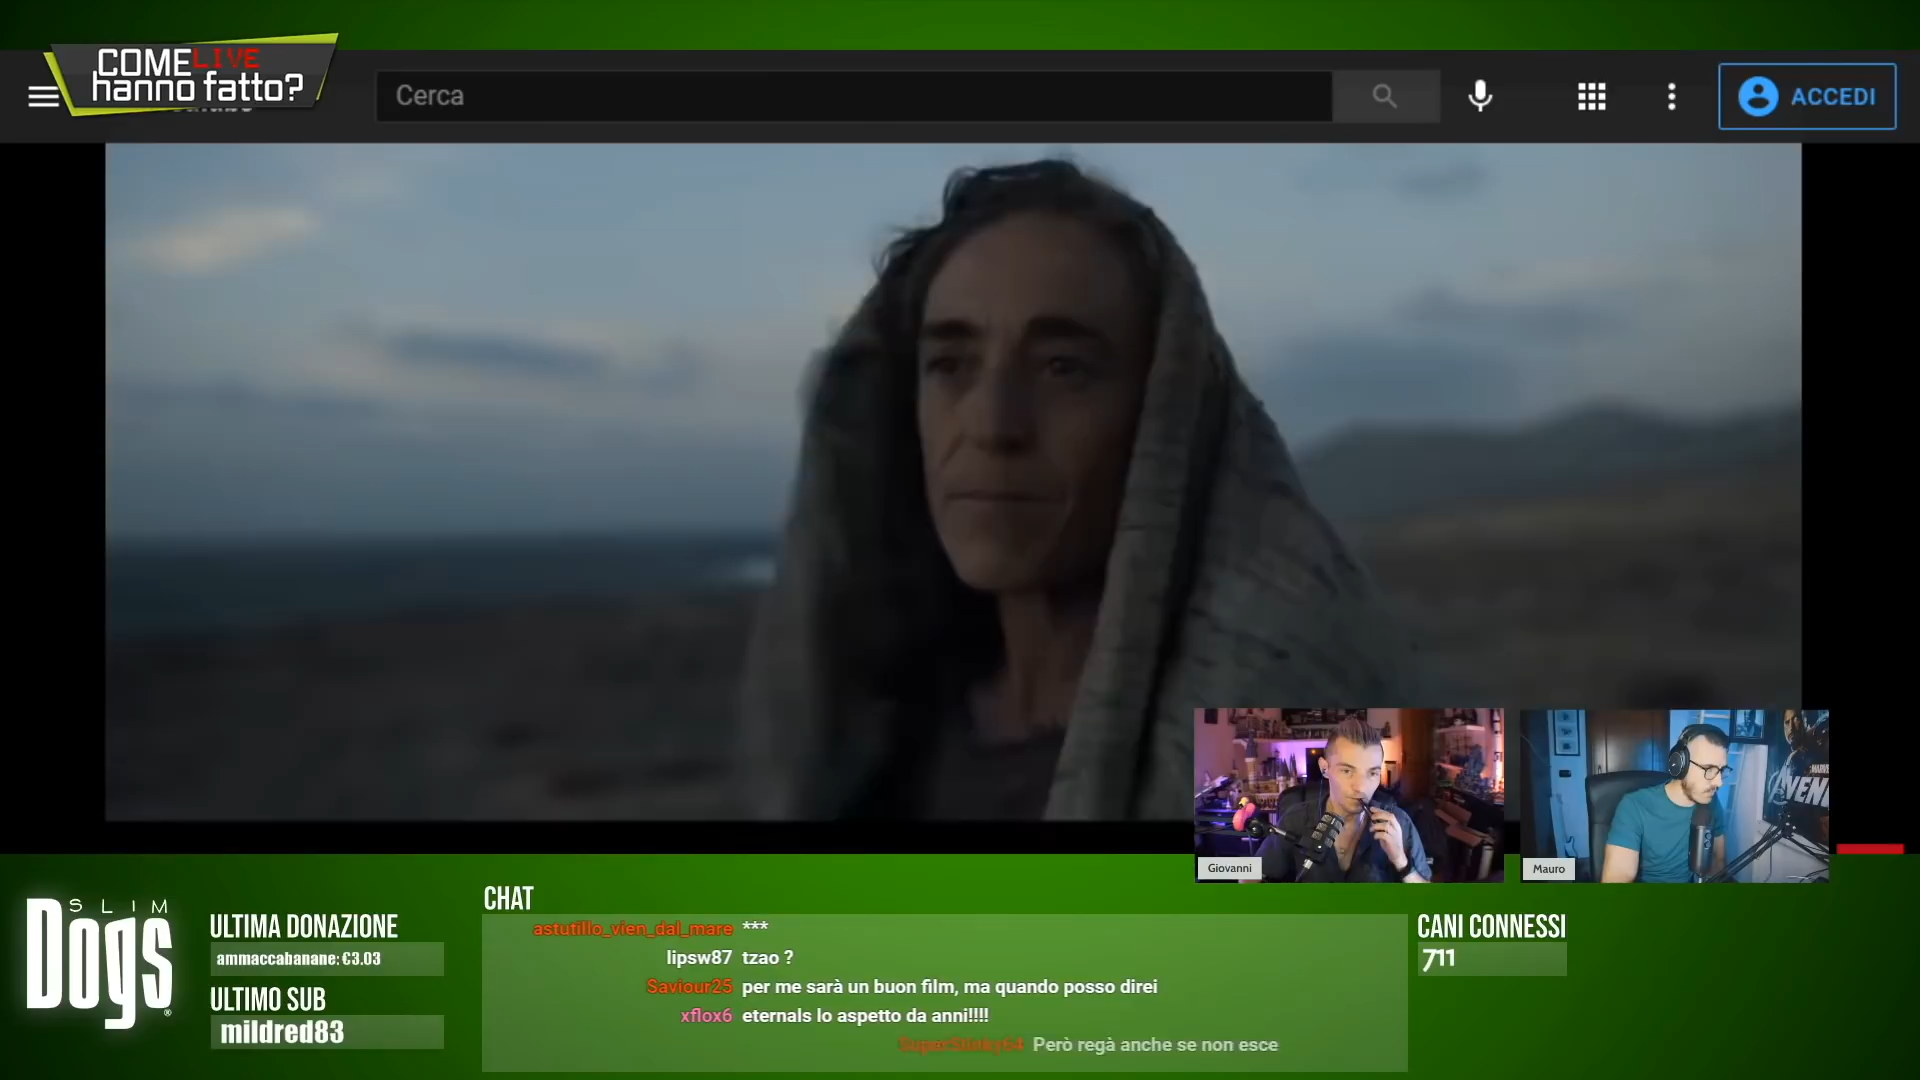 COME LIVE
hanno fatto?
Cerca
ACCEDI
Giovanni
Mauro
MARVEL
AVEN
SLIM
Dogs
ULTIMA DONAZIONE
ammaccabanane: €3.03
ULTIMO SUB
mildred83
CHAT
astutillo_vien_dal_mare ***
lipsw87 tzao ?
Saviour25 per me sarà un buon film, ma quando posso direi
xflox6 eternals lo aspetto da anni!!!!
Però regà anche se non esce
CANI CONNESSI
711